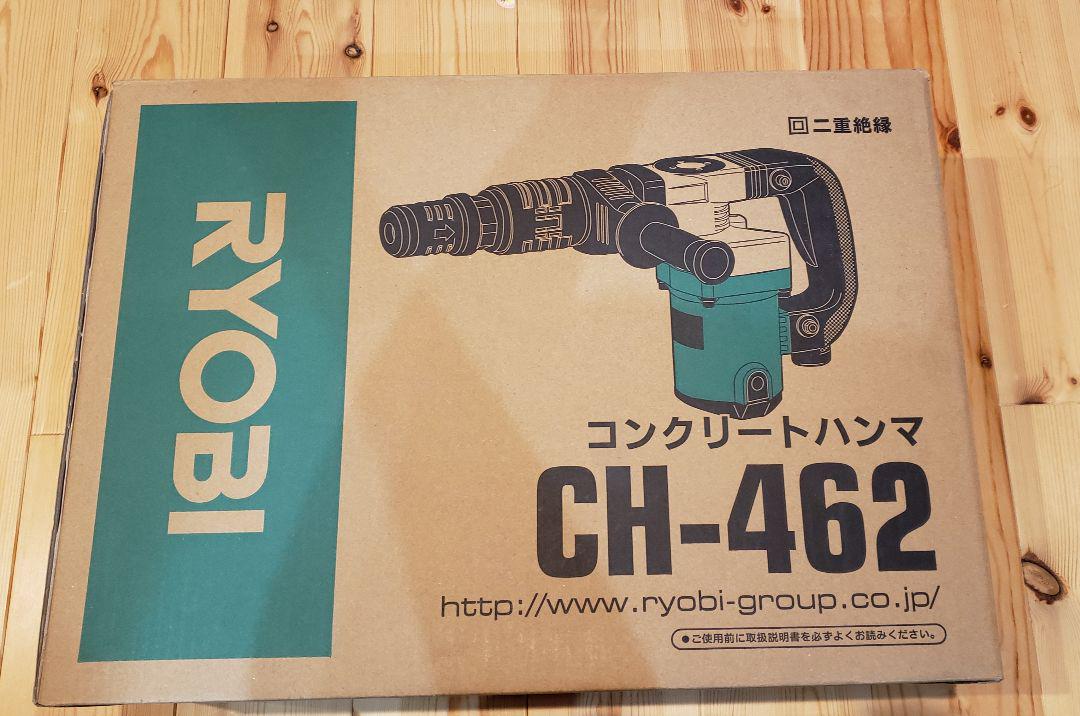 RYOBI
回二重絶縁
コンクリートハンマ
CH-462
http://www.ryobi-group.co.jp/
●ご使用前に取扱説明書を必ずよくお読みください。